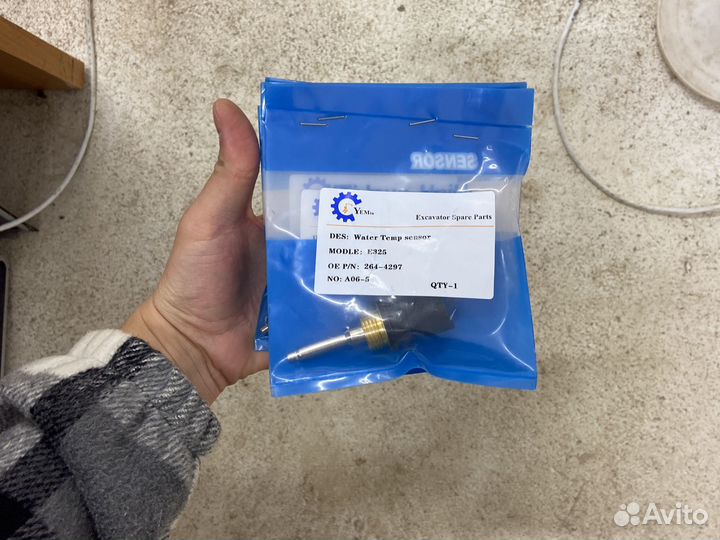 SENSOR
YEMta
Excavator Spare Parts
DES: Water Temp sensor
MODLE: E325
OE P/N: 264-4297
NO: A06-5
QTY-1
Avito